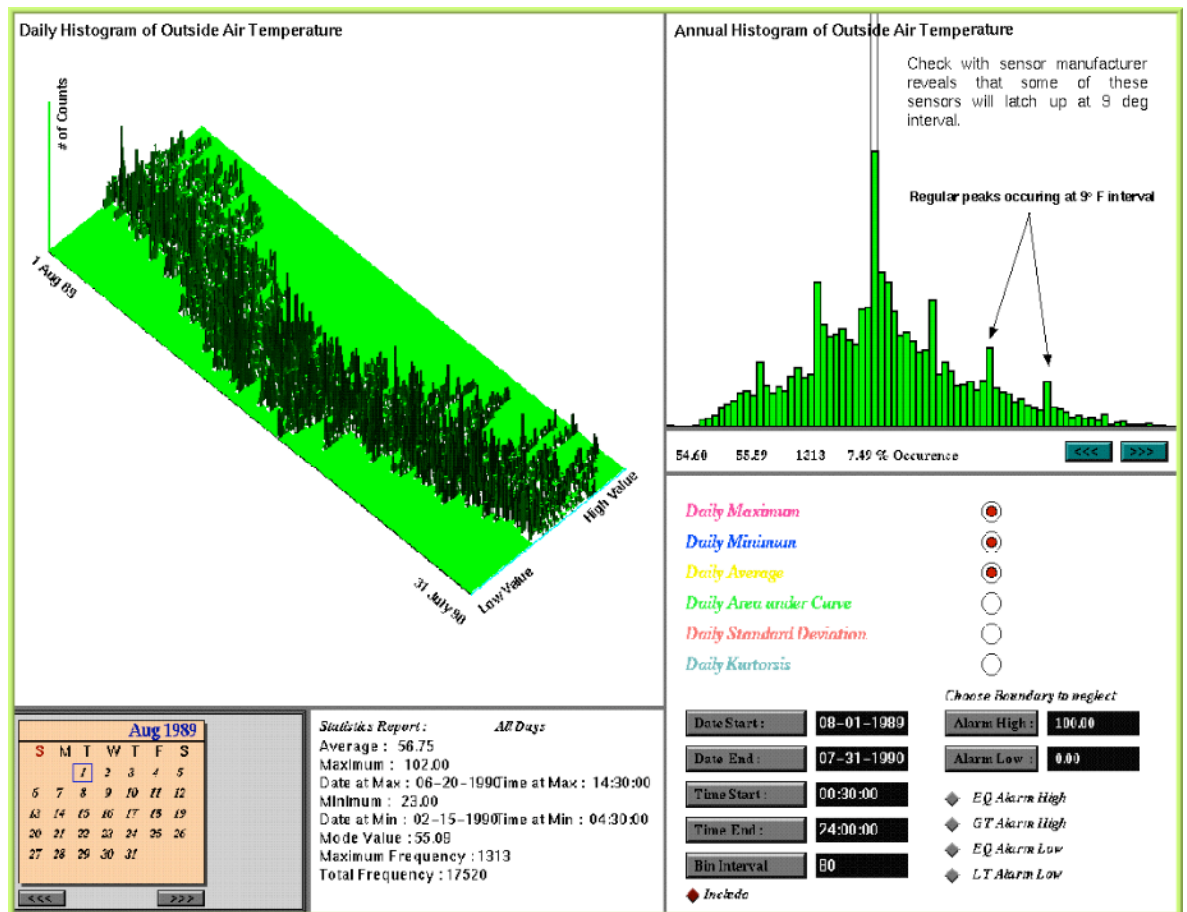 Daily Histogram of Outside Air Temperature
# of Counts
1 Aug 89
31 July 90
Low Value
High Value
Annual Histogram of Outside Air Temperature
Check with sensor manufacturer
reveals that some of these
sensors will latch up at 9 deg
interval.
Regular peaks occuring at 9° F interval
54.60 55.59 1213 7.49 % Occurence
<<< >>>
Daily Maximum
Daily Minimum
Daily Average
Daily Area under Curve
Daily Standard Deviation
Daily Kurtorsis
Choose Boundary to neglect
Date Start : 08-01-1989
Date End : 07-31-1990
Time Start : 00:30:00
Time End : 24:00:00
Bin Interval 80
Include
Alarm High : 100.00
Alarm Low : 0.00
EQ Alarm High
GT Alarm High
EQ Alarm Low
LT Alarm Low
Aug 1989
S M T W T F S
1 2 3 4 5
6 7 8 9 10 11 12
13 14 15 16 17 18 19
20 21 22 23 24 25 26
27 28 29 30 31
<<< >>>
Statistics Report : All Days
Average : 56.75
Maximum : 102.00
Date at Max : 06-20-1990Time at Max : 14:30:00
Minimum : 23.00
Date at Min : 02-15-1990Time at Min : 04:30:00
Mode Value :55.09
Maximum Frequency : 1313
Total Frequency : 17520